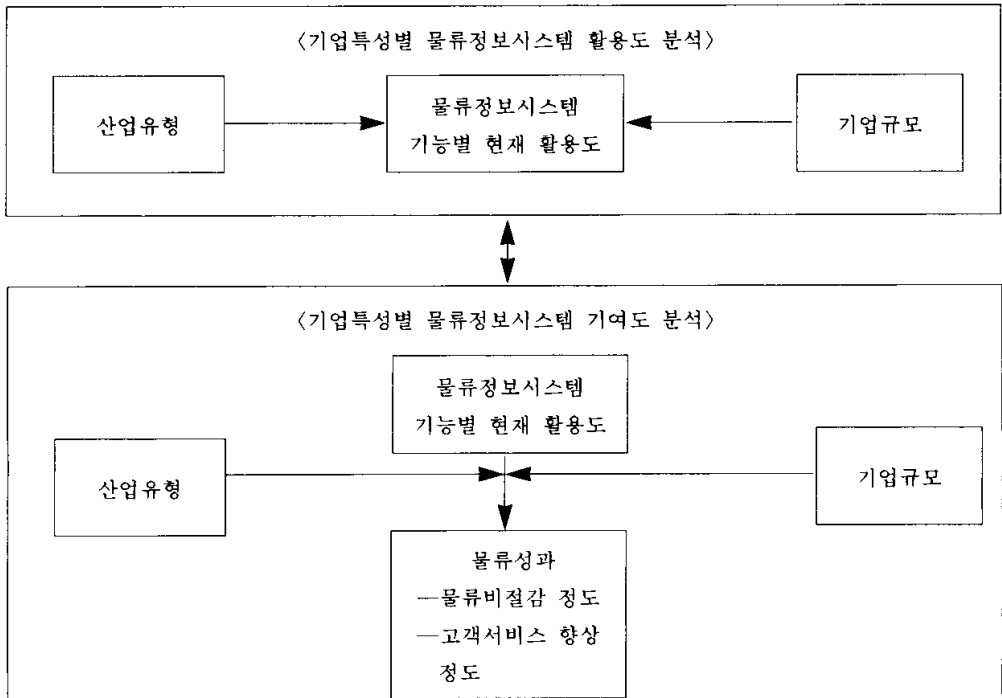 〈기업특성별 물류정보시스템 활용도 분석〉
산업유형
물류정보시스템
기능별 현재 활용도
기업규모
〈기업특성별 물류정보시스템 기여도 분석〉
물류정보시스템
기능별 현재 활용도
산업유형
기업규모
물류성과
—물류비절감 정도
—고객서비스 향상
정도